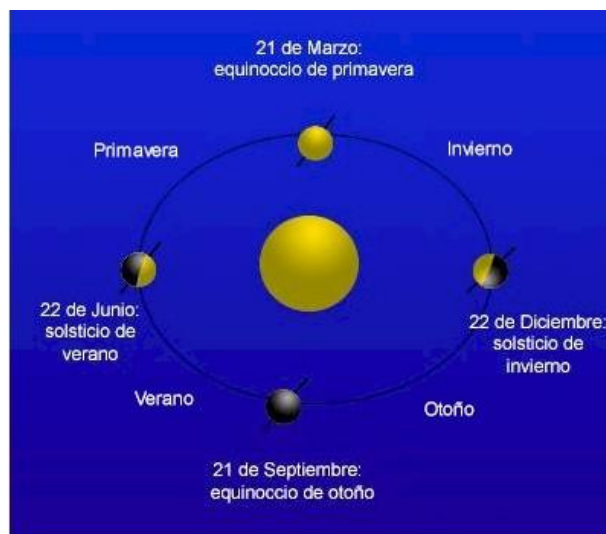 21 de Marzo:
equinoccio de primavera
Primavera
Invierno
22 de Junio:
solsticio de
verano
22 de Diciembre:
solsticio de
invierno
Verano
Otoño
21 de Septiembre:
equinoccio de otoño